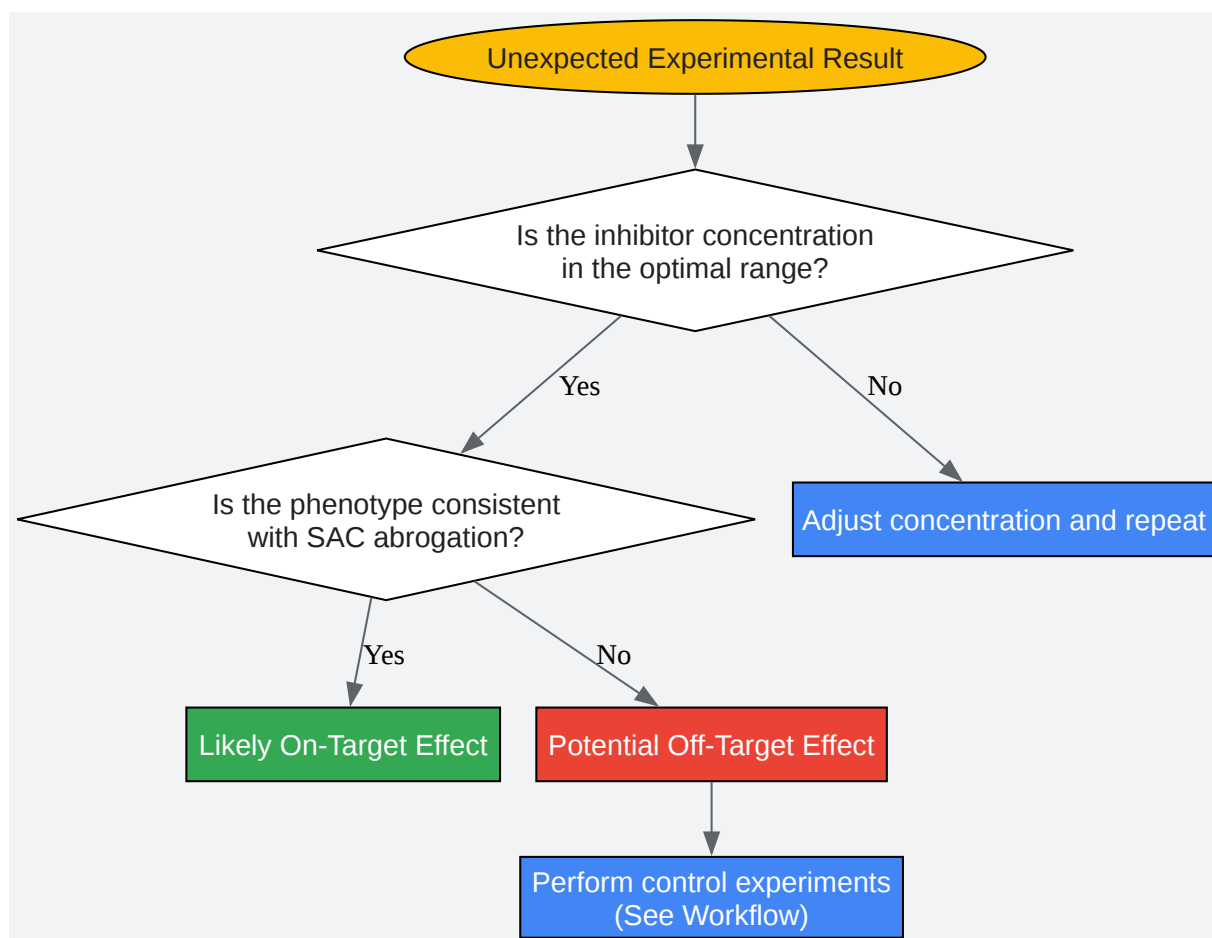 Unexpected Experimental Result
Is the inhibitor concentration
in the optimal range?
Yes
No
Is the phenotype consistent
with SAC abrogation?
Adjust concentration and repeat
Yes
No
Likely On-Target Effect
Potential Off-Target Effect
Perform control experiments
(See Workflow)